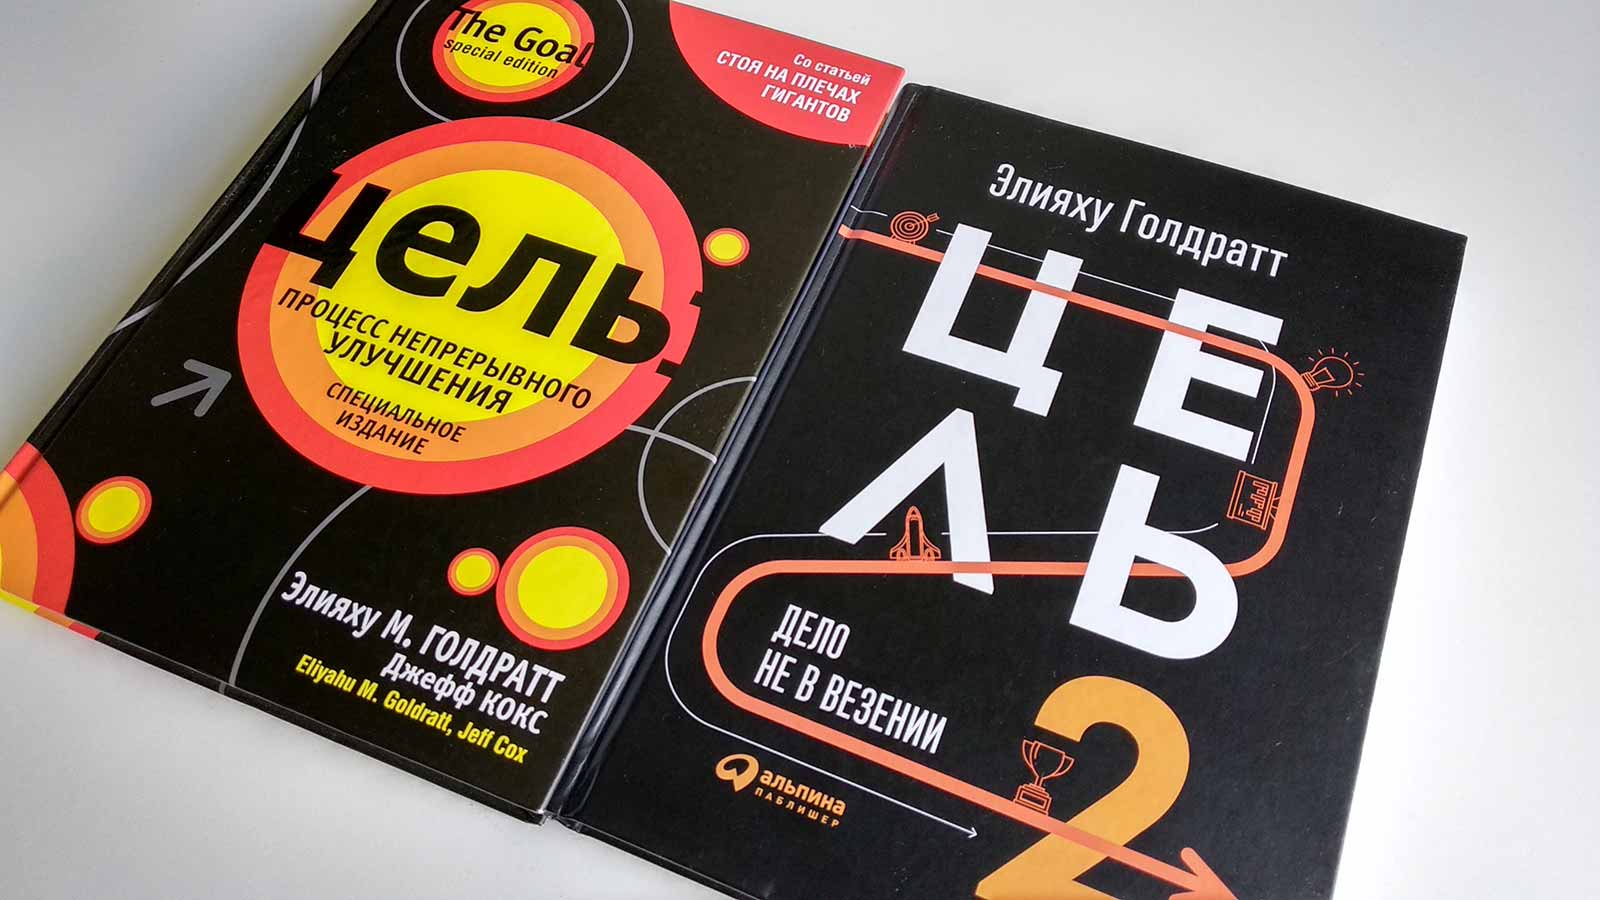 The Goal
special edition
Со статьей
СТОЯ НА ПЛЕЧАХ
ГИГАНТОВ
цель
ПРОЦЕСС НЕПРЕРЫВНОГО
УЛУЧШЕНИЯ
СПЕЦИАЛЬНОЕ
ИЗДАНИЕ
Элияху М. ГОЛДРАТТ
Джефф КОКС
Eliyahu M. Goldratt, Jeff Cox
Элияху Голдратт
ЦЕ
ЛЬ
2
ДЕЛО
НЕ В ВЕЗЕНИИ
альпина
ПАБЛИШЕР